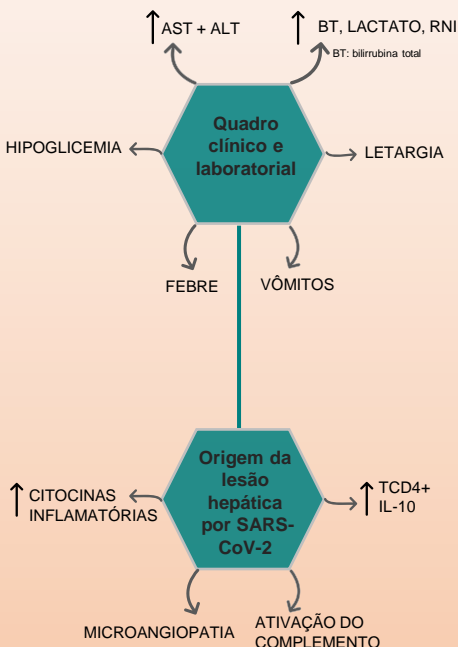 AST + ALT
BT, LACTATO, RNI
BT: bilirrubina total
Quadro
clínico e
laboratorial
HIPOGLICEMIA
LETARGIA
FEBRE
VÔMITOS
Origem da
lesão
hepática
por SARS-
CoV-2
CITOCINAS
INFLAMATÓRIAS
TCD4+
IL-10
MICROANGIOPATIA
ATIVAÇÃO DO
COMPLEMENTO